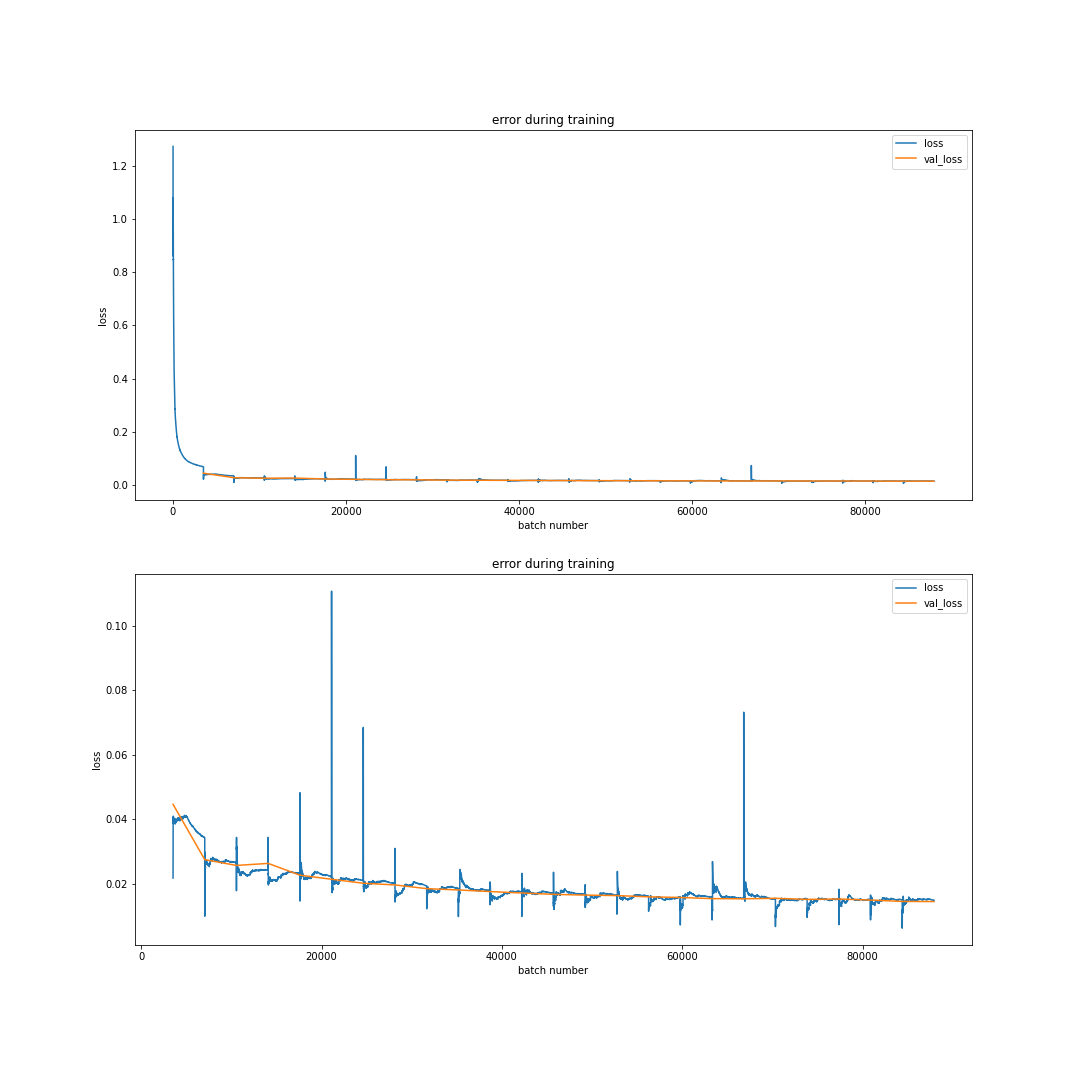 error during training
loss
val_loss
1.2
1.0
0.8
0.6
0.4
0.2
0.0
loss
0
20000
40000
60000
80000
batch number
error during training
loss
val_loss
0.10
0.08
0.06
0.04
0.02
loss
0
20000
40000
60000
80000
batch number